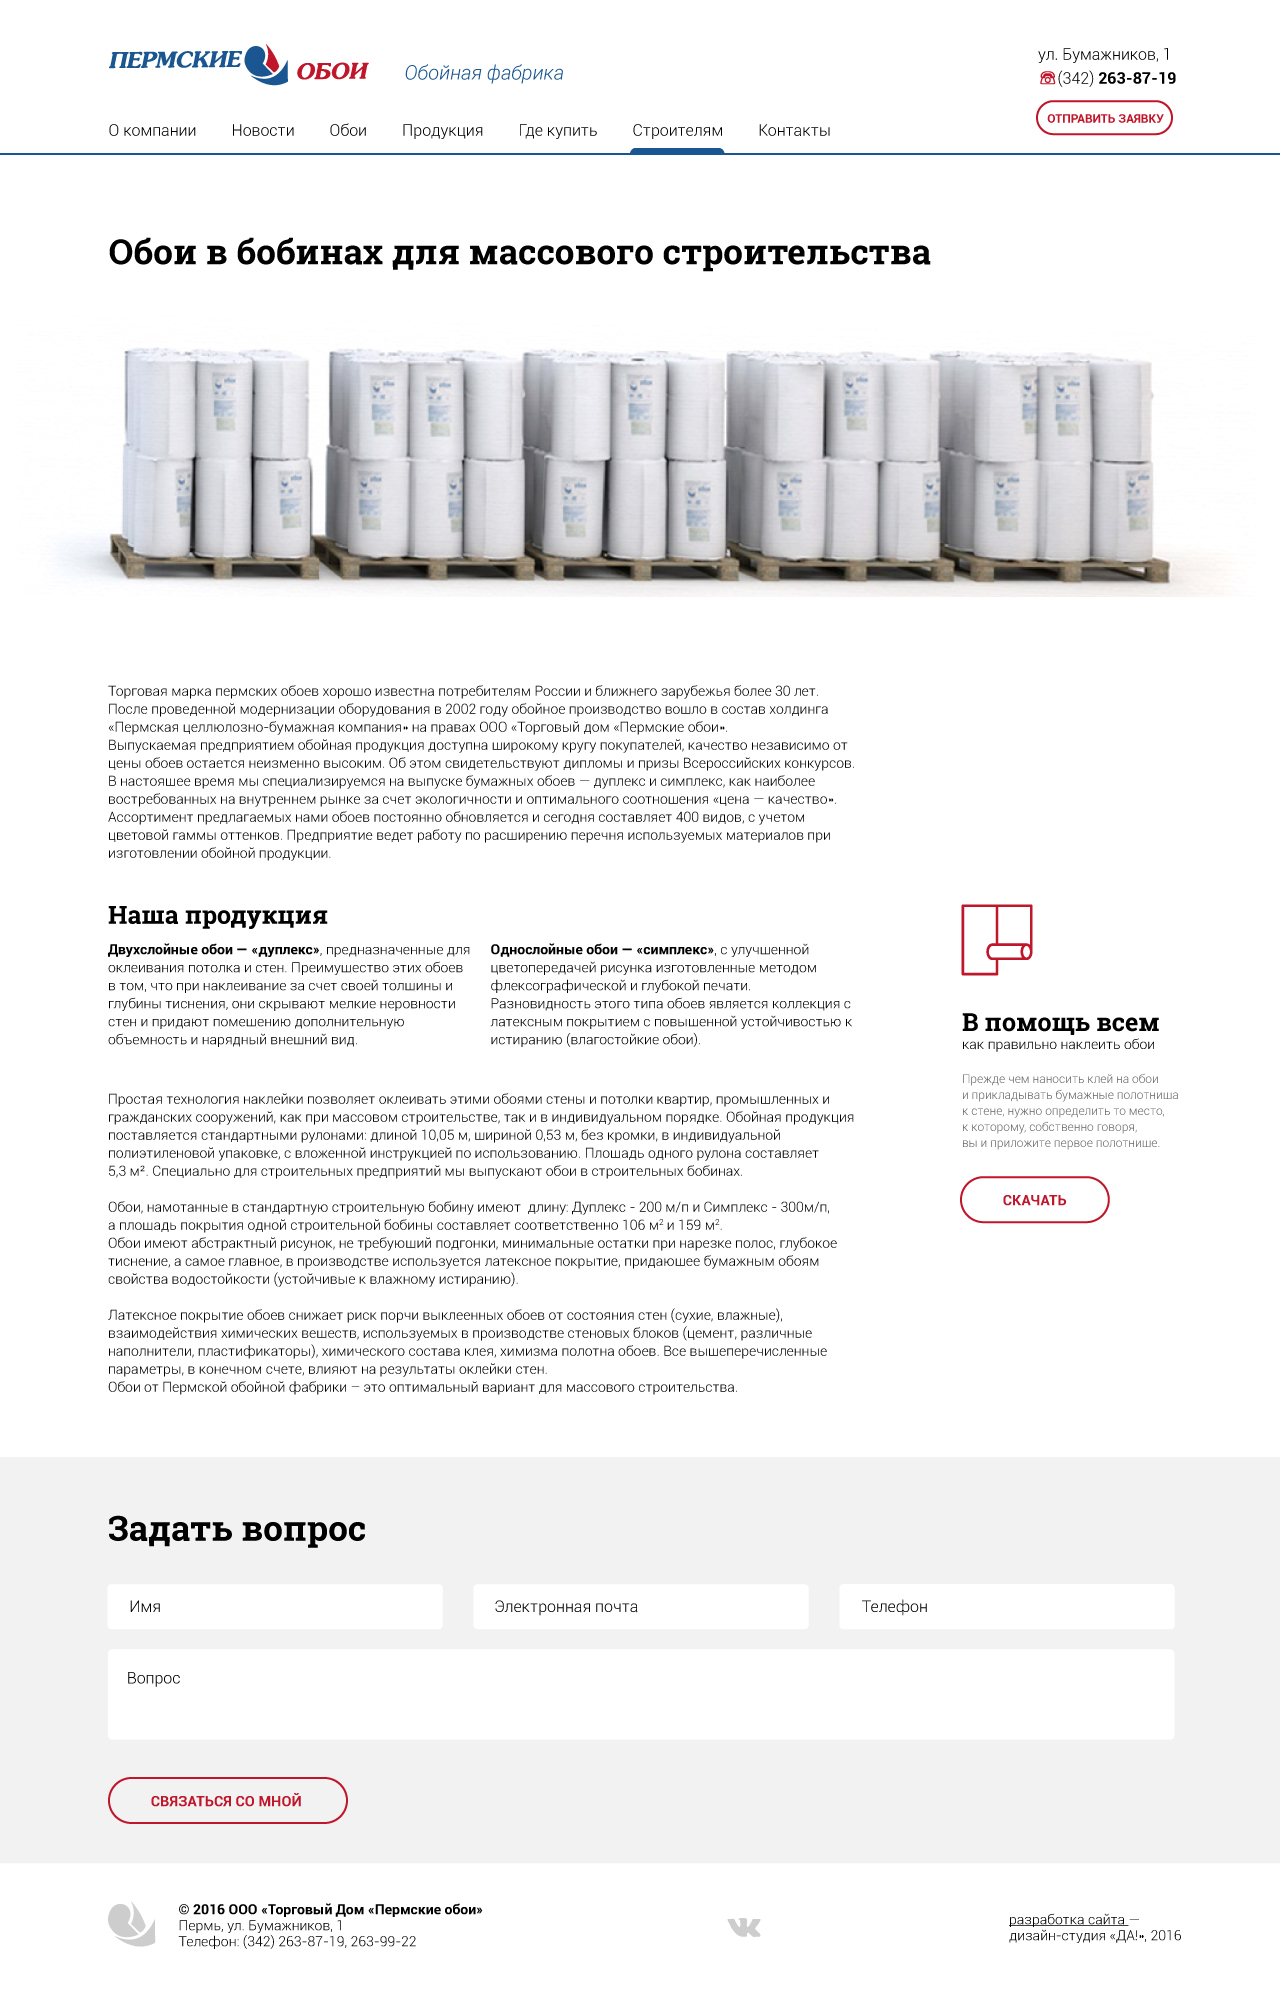 ПЕРМСКИЕ ОБОИ
Обойная фабрика
ул. Бумажников, 1
(342) 263-87-19
ОТПРАВИТЬ ЗАЯВКУ
О компании Новости Обои Продукция Где купить Строителям Контакты
Обои в бобинах для массового строительства
Торговая марка пермских обоев хорошо известна потребителям России и ближнего зарубежья более 30 лет.
После проведенной модернизации оборудования в 2002 году обойное производство вошло в состав холдинга
«Пермская целлюлозно-бумажная компания» на правах ООО «Торговый дом «Пермские обои».
Выпускаемая предприятием обойная продукция доступна широкому кругу покупателей, качество независимо от
цены обоев остается неизменно высоким. Об этом свидетельствуют дипломы и призы Всероссийских конкурсов.
В настоящее время мы специализируемся на выпуске бумажных обоев — дуплекс и симплекс, как наиболее
востребованных на внутреннем рынке за счет экологичности и оптимального соотношения «цена — качество».
Ассортимент предлагаемых нами обоев постоянно обновляется и сегодня составляет 400 видов, с учетом
цветовой гаммы оттенков. Предприятие ведет работу по расширению перечня используемых материалов при
изготовлении обойной продукции.
Наша продукция
Двухслойные обои — «дуплекс», предназначенные для
оклеивания потолка и стен. Преимущество этих обоев
в том, что при наклеивание за счет своей толщины и
глубины тиснения, они скрывают мелкие неровности
стен и придают помещению дополнительную
объемность и нарядный внешний вид.
Однослойные обои — «симплекс», с улучшенной
цветопередачей рисунка изготовленные методом
флексографической и глубокой печати.
Разновидность этого типа обоев является коллекция с
латексным покрытием с повышенной устойчивостью к
истиранию (влагостойкие обои).
В помощь всем
как правильно наклеить обои
Прежде чем наносить клей на обои
и прикладывать бумажные полотнища
к стене, нужно определить то место,
к которому, собственно говоря,
вы и приложите первое полотнище.
СКАЧАТЬ
Простая технология наклейки позволяет оклеивать этими обоями стены и потолки квартир, промышленных и
гражданских сооружений, как при массовом строительстве, так и в индивидуальном порядке. Обойная продукция
поставляется стандартными рулонами: длиной 10,05 м, шириной 0,53 м, без кромки, в индивидуальной
полиэтиленовой упаковке, с вложенной инструкцией по использованию. Площадь одного рулона составляет
5,3 м². Специально для строительных предприятий мы выпускают обои в строительных бобинах.
Обои, намотанные в стандартную строительную бобину имеют длину: Дуплекс - 200 м/п и Симплекс - 300м/п,
а площадь покрытия одной строительной бобины составляет соответственно 106 м² и 159 м².
Обои имеют абстрактный рисунок, не требующий подгонки, минимальные остатки при нарезке полос, глубокое
тиснение, а самое главное, в производстве используется латексное покрытие, придающее бумажным обоям
свойства водостойкости (устойчивые к влажному истиранию).
Латексное покрытие обоев снижает риск порчи выклеенных обоев от состояния стен (сухие, влажные),
взаимодействия химических веществ, используемых в производстве стеновых блоков (цемент, различные
наполнители, пластификаторы), химического состава клея, химизма полотна обоев. Все вышеперечисленные
параметры, в конечном счете, влияют на результаты оклейки стен.
Обои от Пермской обойной фабрики – это оптимальный вариант для массового строительства.
Задать вопрос
Имя Электронная почта Телефон
Вопрос
СВЯЗАТЬСЯ СО МНОЙ
© 2016 ООО «Торговый Дом «Пермские обои»
Пермь, ул. Бумажников, 1
Телефон: (342) 263-87-19, 263-99-22
разработка сайта —
дизайн-студия «ДА!», 2016